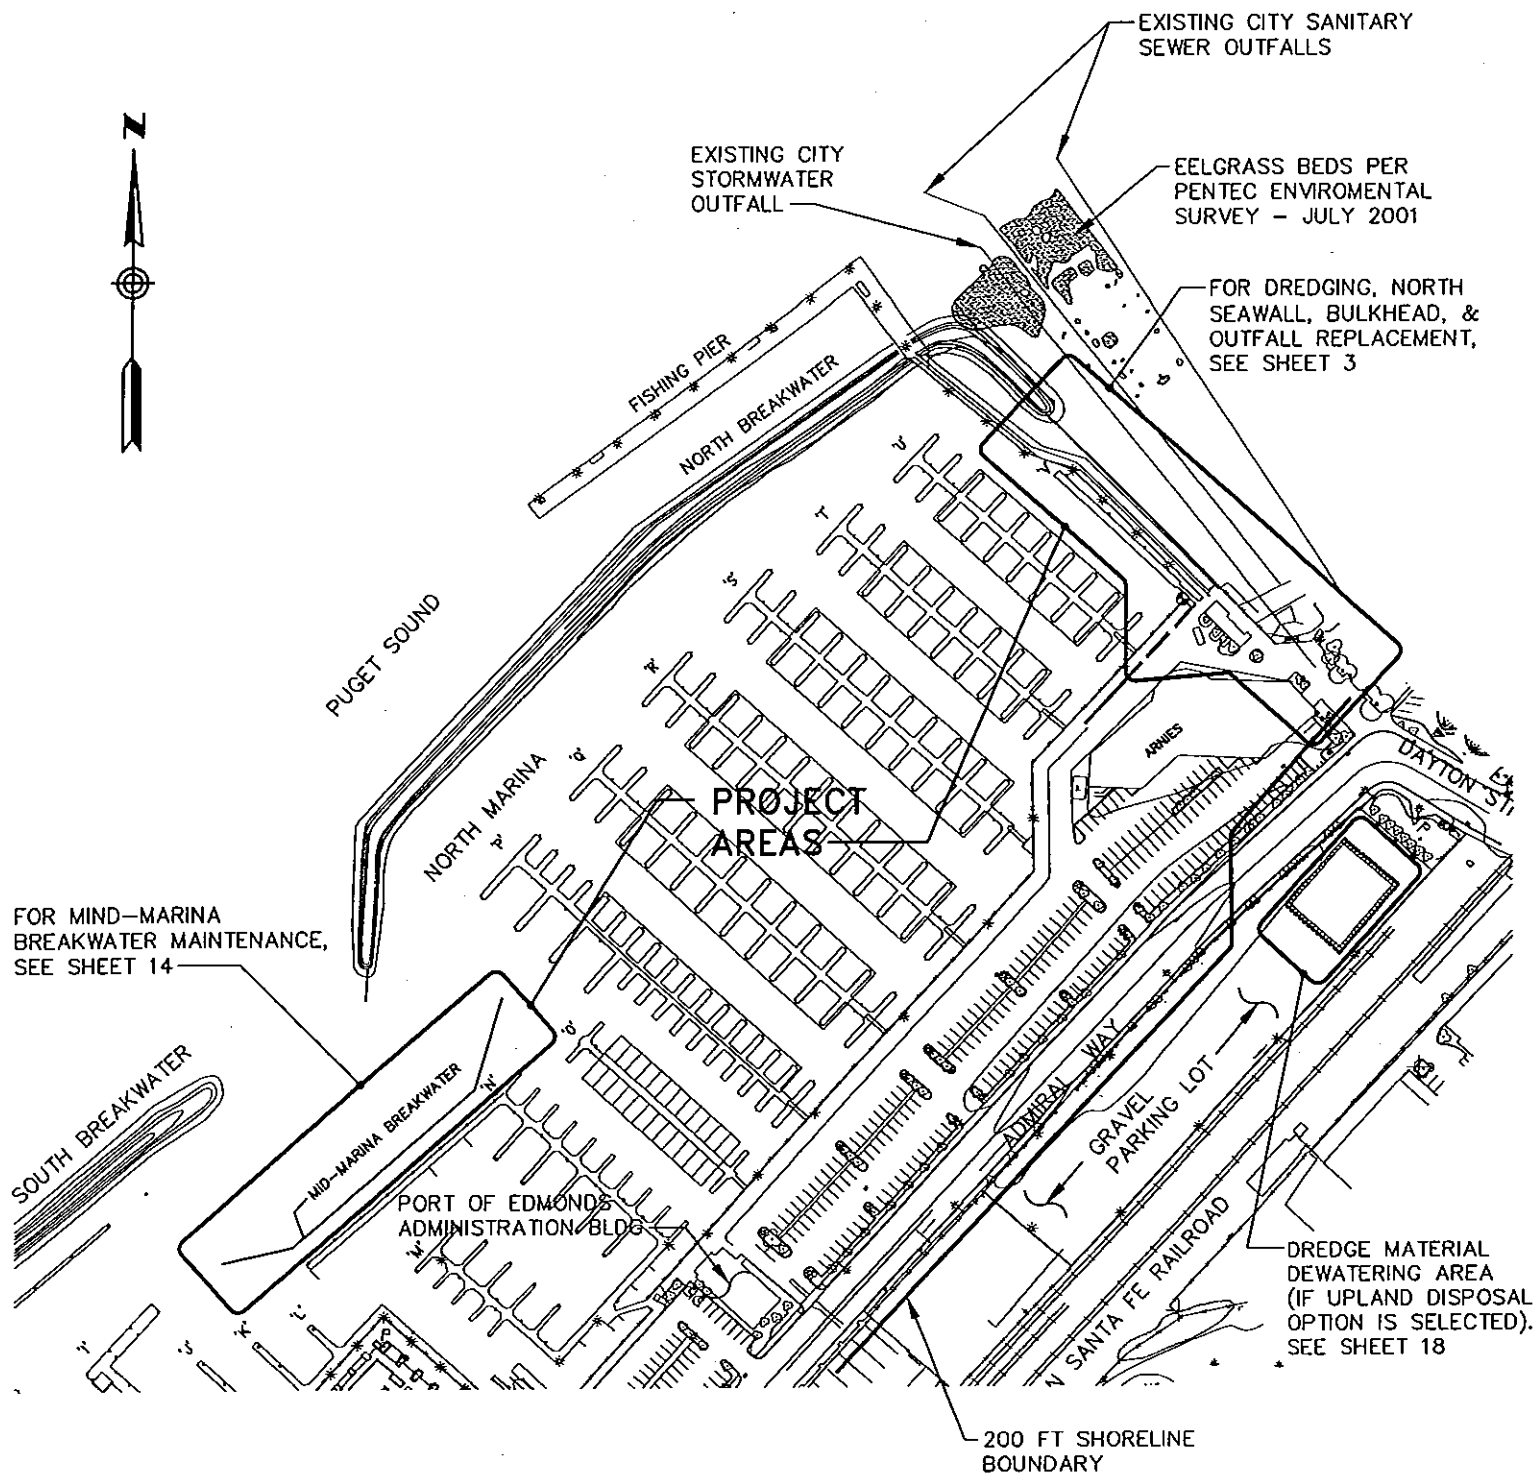 EXISTING CITY SANITARY
SEWER OUTFALLS
N
EXISTING CITY
STORMWATER
OUTFALL
EELGRASS BEDS PER
PENTEC ENVIROMENTAL
SURVEY – JULY 2001
FOR DREDGING, NORTH
SEAWALL, BULKHEAD, &
OUTFALL REPLACEMENT,
SEE SHEET 3
FISHING PIER
NORTH BREAKWATER
'U'
'T'
'S'
'R'
'Q'
'P'
'O'
'N'
'M'
PUGET SOUND
NORTH MARINA
ARNIES
DAYTON ST
PROJECT
AREAS
FOR MIND–MARINA
BREAKWATER MAINTENANCE,
SEE SHEET 14
SOUTH BREAKWATER
MID–MARINA BREAKWATER
PORT OF EDMONDS
ADMINISTRATION BLDG
ADMIRAL WAY
GRAVEL
PARKING LOT
N SANTA FE RAILROAD
DREDGE MATERIAL
DEWATERING AREA
(IF UPLAND DISPOSAL
OPTION IS SELECTED).
SEE SHEET 18
'I'
'J'
'K'
'L'
200 FT SHORELINE
BOUNDARY